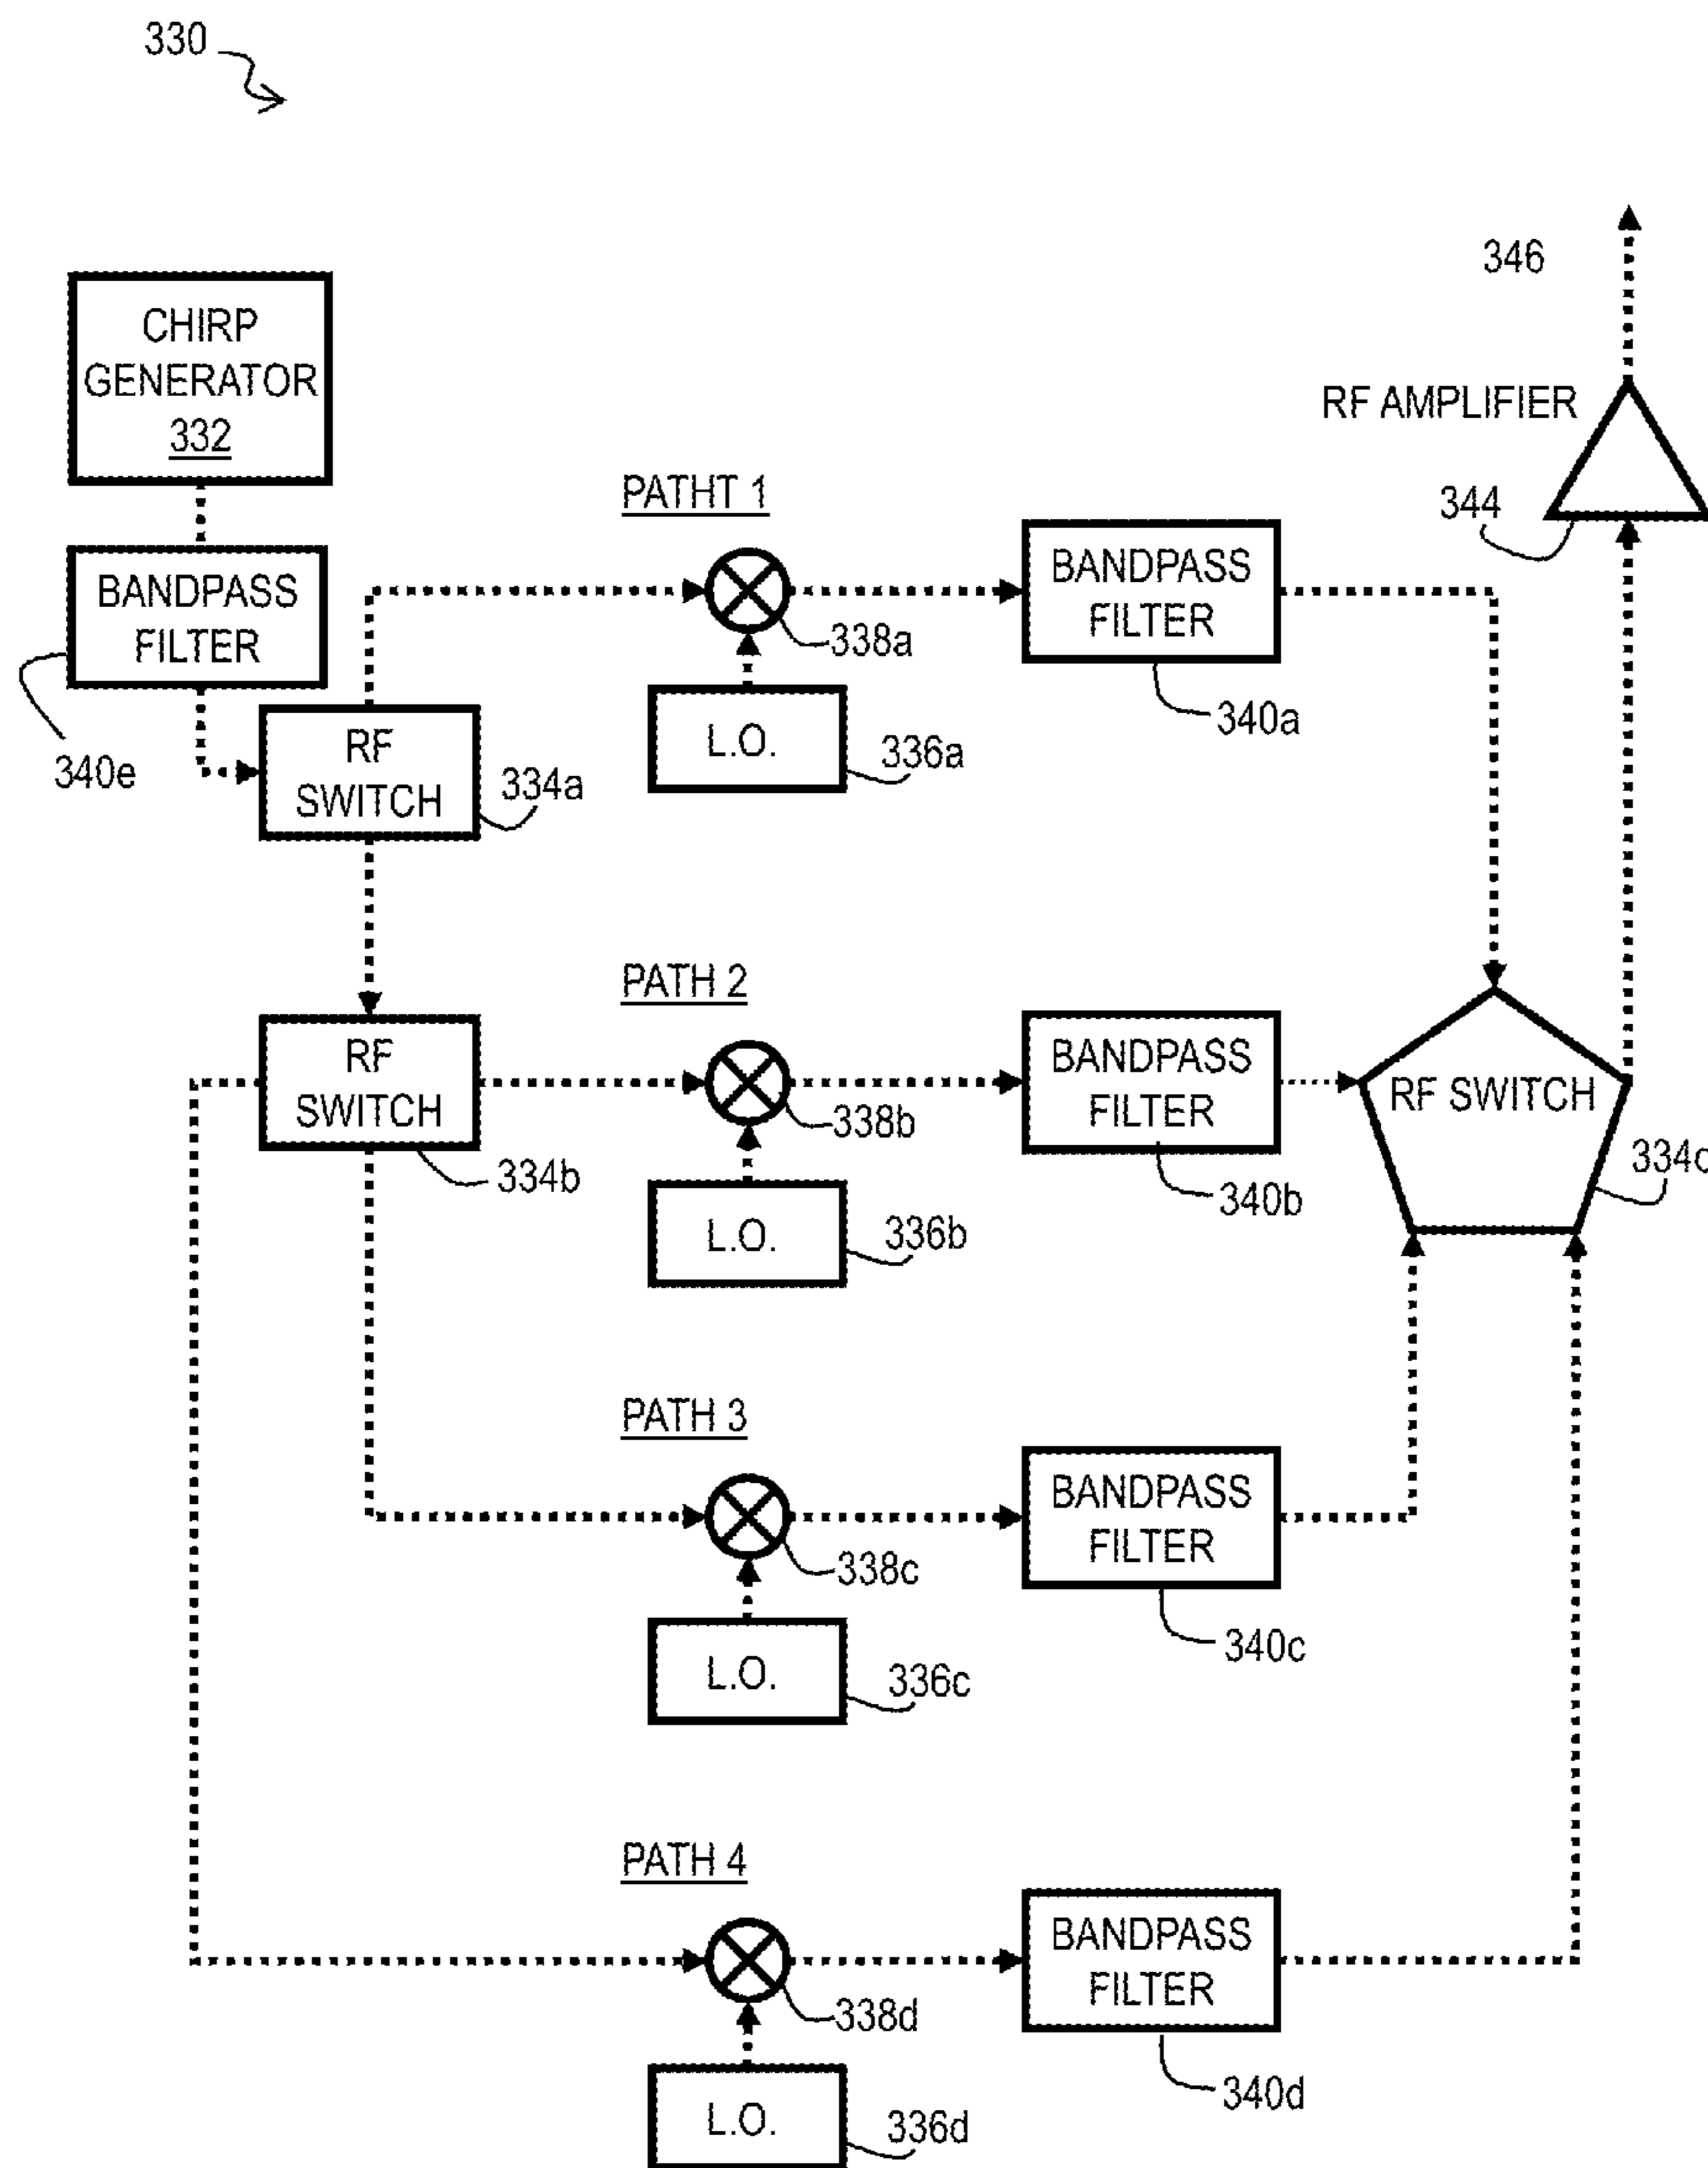 330
346
CHIRP
GENERATOR
332
RF AMPLIFIER
344
PATHT 1
BANDPASS
FILTER
340e
338a
BANDPASS
FILTER
340a
L.O.
336a
RF
SWITCH
334a
PATH 2
RF
SWITCH
334b
338b
BANDPASS
FILTER
340b
RF SWITCH
L.O.
336b
PATH 3
338c
BANDPASS
FILTER
340c
L.O.
336c
PATH 4
338d
BANDPASS
FILTER
340d
L.O.
336d